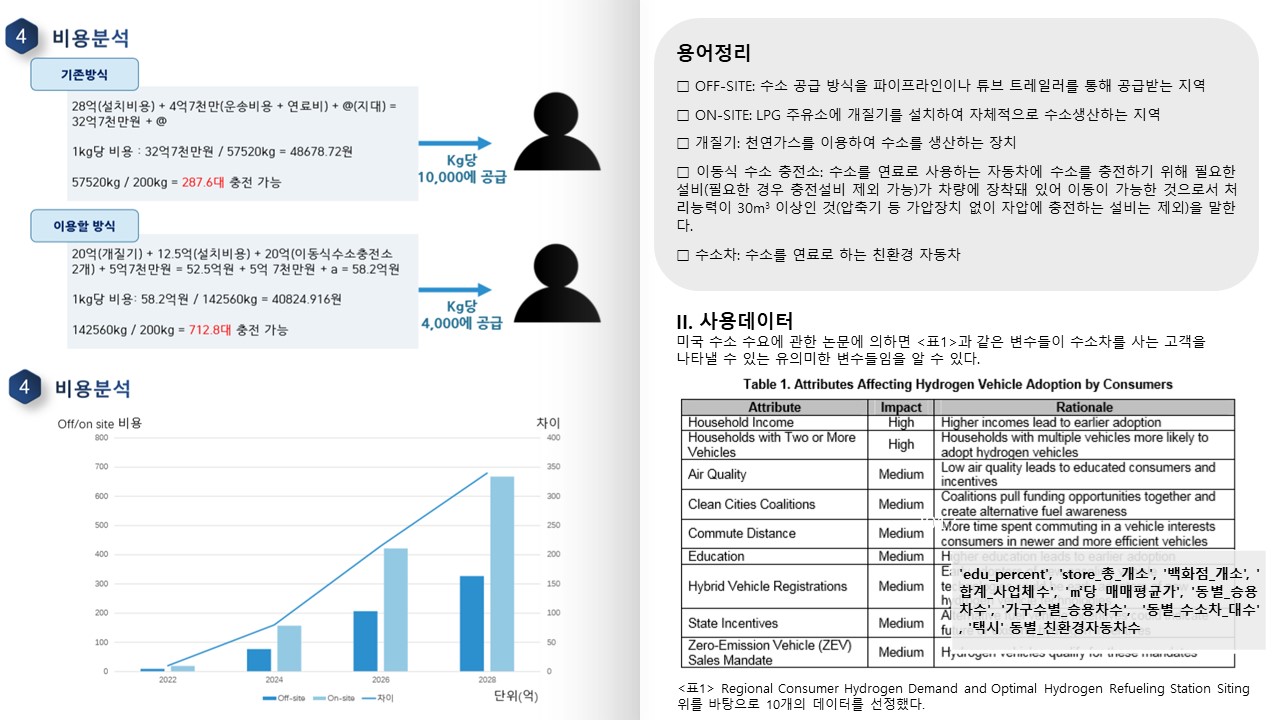 4 비용분석
기존방식
28억(설치비용) + 4억7천만(운송비용 + 연료비) + @(지대) =
32억7천만원 + @
1kg당 비용 : 32억7천만원 / 57520kg = 48678.72원
57520kg / 200kg = 287.6대 충전 가능
Kg당
10,000에 공급
이용할 방식
20억(개질기) + 12.5억(설치비용) + 20억(이동식수소충전소
2개) + 5억7천만원 = 52.5억원 + 5억 7천만원 + a = 58.2억원
1kg당 비용: 58.2억원 / 142560kg = 40824.916원
142560kg / 200kg = 712.8대 충전 가능
Kg당
4,000에 공급
4 비용분석
Off/on site 비용 차이
800 400
700 350
600 300
500 250
400 200
300 150
200 100
100 50
0 0
2022 2024 2026 2028
Off-site On-site 차이
단위(억)
용어정리
□ OFF-SITE: 수소 공급 방식을 파이프라인이나 튜브 트레일러를 통해 공급받는 지역
□ ON-SITE: LPG 주유소에 개질기를 설치하여 자체적으로 수소생산하는 지역
□ 개질기: 천연가스를 이용하여 수소를 생산하는 장치
□ 이동식 수소 충전소: 수소를 연료로 사용하는 자동차에 수소를 충전하기 위해 필요한
설비(필요한 경우 충전설비 제외 가능)가 차량에 장착돼 있어 이동이 가능한 것으로서 처
리능력이 30m³ 이상인 것(압축기 등 가압장치 없이 자압에 충전하는 설비는 제외)을 말한
다.
□ 수소차: 수소를 연료로 하는 친환경 자동차
II. 사용데이터
미국 수소 수요에 관한 논문에 의하면 <표1>과 같은 변수들이 수소차를 사는 고객을
나타낼 수 있는 유의미한 변수들임을 알 수 있다.
Table 1. Attributes Affecting Hydrogen Vehicle Adoption by Consumers
Attribute Impact Rationale
Household Income High Higher incomes lead to earlier adoption
Households with Two or More Vehicles High Households with multiple vehicles more likely to
adopt hydrogen vehicles
Air Quality Medium Low air quality leads to educated consumers and
incentives
Clean Cities Coalitions Medium Coalitions pull funding opportunities together and
create alternative fuel awareness
Commute Distance Medium More time spent commuting in a vehicle interests
consumers in newer and more efficient vehicles
Education Medium Higher education leads to earlier adoption
Hybrid Vehicle Registrations Medium
State Incentives Medium
Zero-Emission Vehicle (ZEV)
Sales Mandate Medium Hydrogen vehicles qualify for these mandates
'edu_percent', 'store_총_개소', '백화점_개소', '
합계_사업체수', '㎡당 매매평균가', '동별_승용
차수', '가구수별_승용차수', '동별_수소차_대수'
, '택시' 동별_친환경자동차수
<표1> Regional Consumer Hydrogen Demand and Optimal Hydrogen Refueling Station Siting
위를 바탕으로 10개의 데이터를 선정했다.